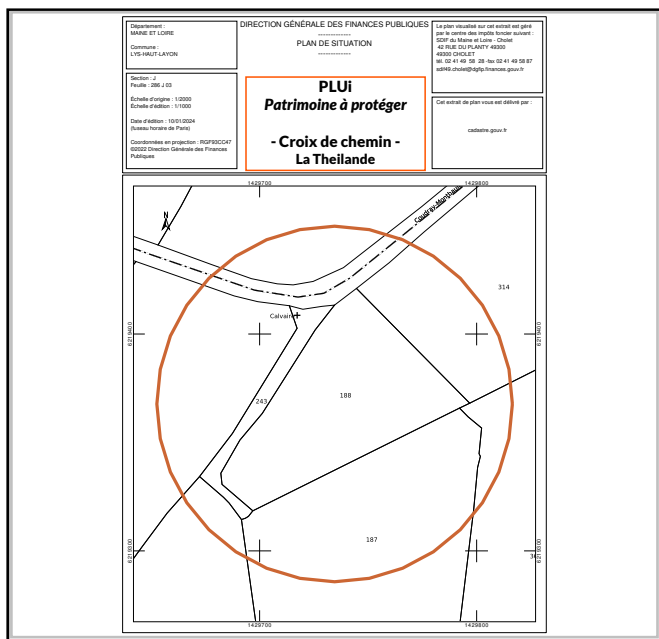 Département :
MAINE ET LOIRE
Commune :
LYS-HAUT-LAYON
Section : J
Feuille : 286 J 03
Échelle d'origine : 1/2000
Échelle d'édition : 1/1000
Date d'édition : 10/01/2024
(fuseau horaire de Paris)
Coordonnées en projection : RGF93CC47
©2022 Direction Générale des Finances
Publiques
DIRECTION GÉNÉRALE DES FINANCES PUBLIQUES
-------------
PLAN DE SITUATION
-------------
PLUi
Patrimoine à protéger
- Croix de chemin -
La Theilande
Le plan visualisé sur cet extrait est géré
par le centre des impôts foncier suivant :
SDIF du Maine et Loire - Cholet
42 RUE DU PLANTY 49300
49300 CHOLET
tél. 02 41 49 58 28 -fax 02 41 49 58 87
sdif49.cholet@dgfip.finances.gouv.fr
Cet extrait de plan vous est délivré par :
cadastre.gouv.fr
1429700
1429800
N
314
Calvaire
6219400
6219400
243
188
187
6219300
6219300
1429700
1429800